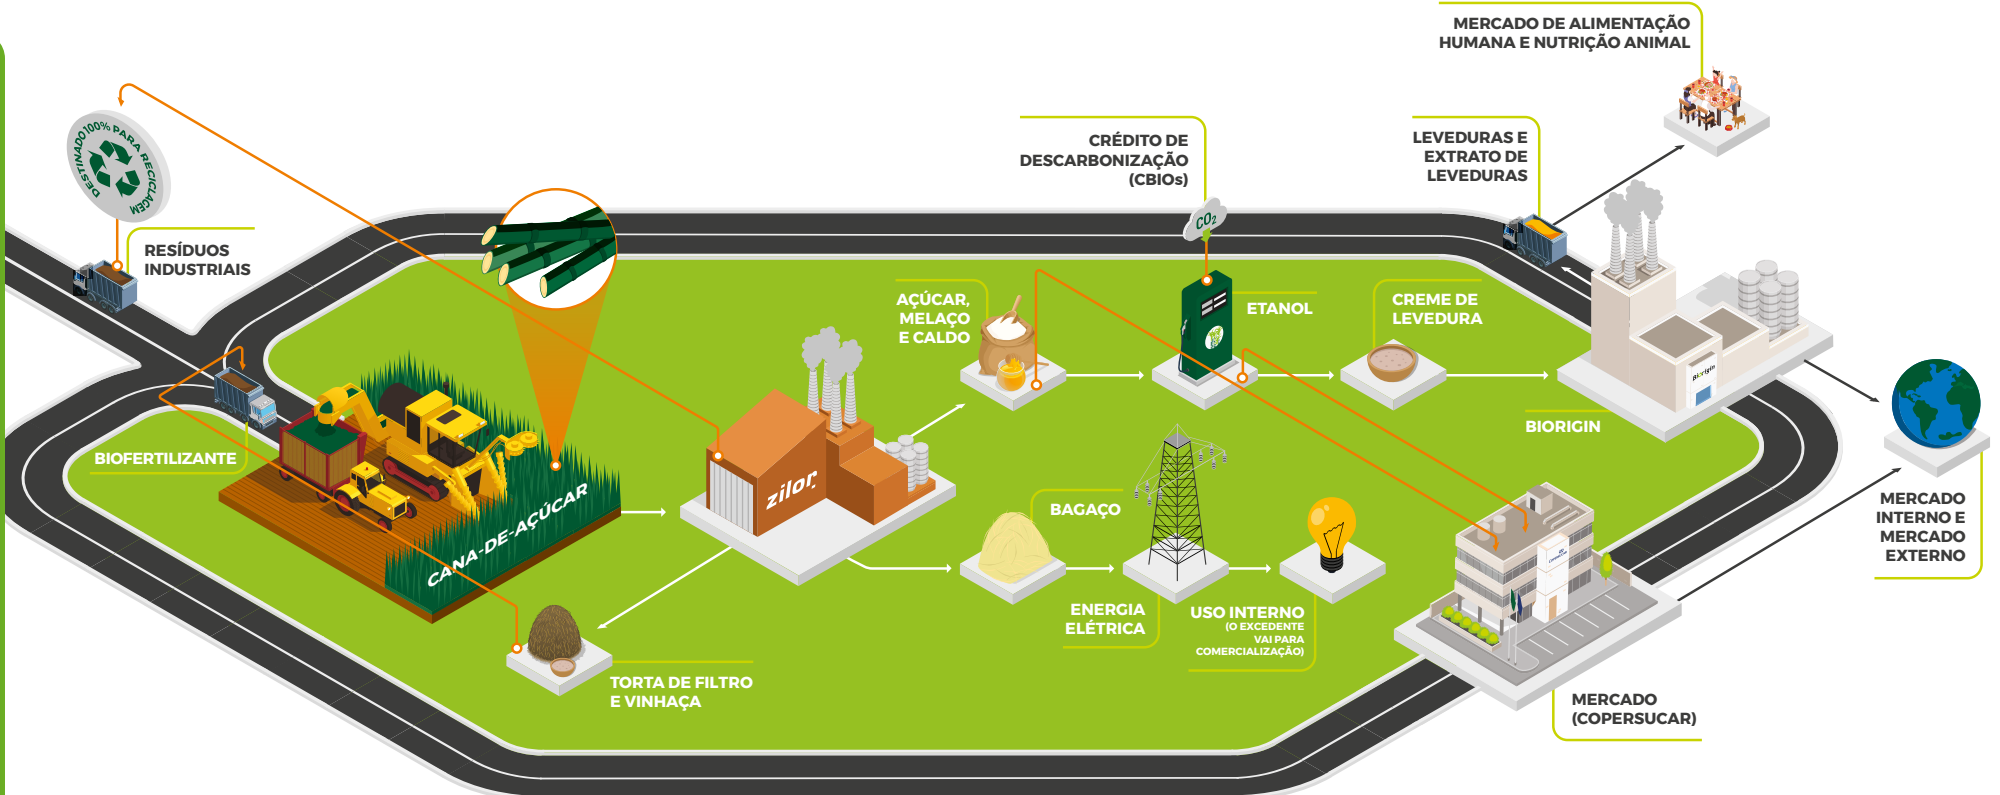 MERCADO DE ALIMENTAÇÃO
HUMANA E NUTRIÇÃO ANIMAL
DESTINADO 100% PARA RECICLAGEM
CRÉDITO DE
DESCARBONIZAÇÃO
(CBIOs)
LEVEDURAS E
EXTRATO DE
LEVEDURAS
CO2
RESÍDUOS
INDUSTRIAIS
AÇÚCAR,
MELAÇO
E CALDO
ETANOL
CREME DE
LEVEDURA
Biorigin
BIORIGIN
BIOFERTILIZANTE
CANA-DE-AÇÚCAR
zilor
BAGAÇO
ENERGIA
ELÉTRICA
USO INTERNO
(O EXCEDENTE
VAI PARA
COMERCIALIZAÇÃO)
MERCADO
INTERNO E
MERCADO
EXTERNO
TORTA DE FILTRO
E VINHAÇA
MERCADO
(COPERSUCAR)